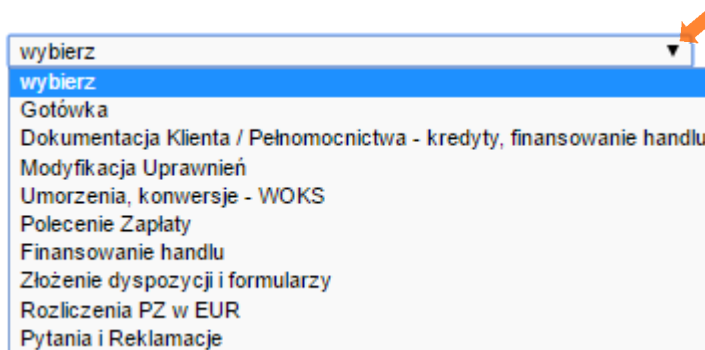 wybierz
wybierz
Gotówka
Dokumentacja Klienta / Pełnomocnictwa - kredyty, finansowanie handlu
Modyfikacja Uprawnień
Umorzenia, konwersje - WOKS
Polecenie Zapłaty
Finansowanie handlu
Złożenie dyspozycji i formularzy
Rozliczenia PZ w EUR
Pytania i Reklamacje